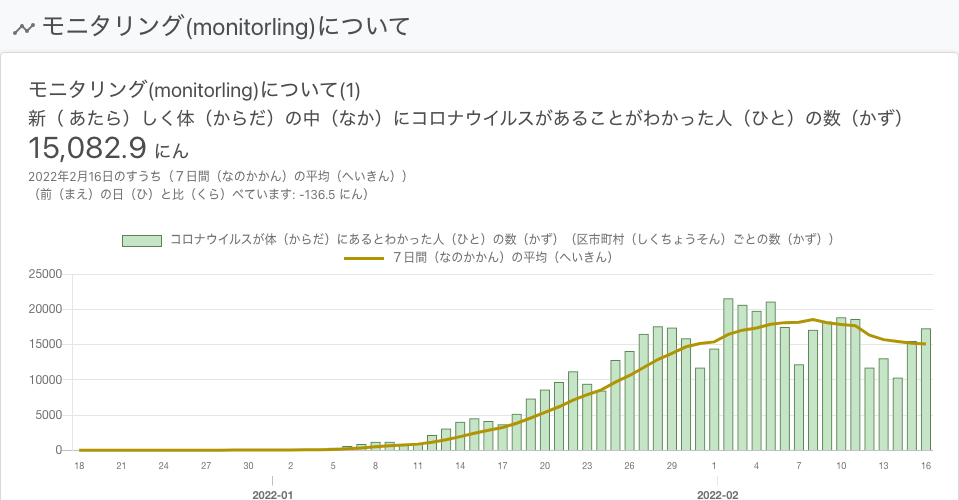 モニタリング(monitorling)について
モニタリング(monitorling)について(1)
新（ あたら）しく体（からだ）の中（なか）にコロナウイルスがあることがわかった人（ひと）の数（かず）
15,082.9 にん
2022年2月16日のすうち（７日間（なのかかん）の平均（へいきん））
（前（まえ）の日（ひ）と比（くら）べています: -136.5 にん）
コロナウイルスが体（からだ）にあるとわかった人（ひと）の数（かず）（区市町村（しくちょうそん）ごとの数（かず））
７日間（なのかかん）の平均（へいきん）
25000
20000
15000
10000
5000
0
18 21 24 27 30 2 5 8 11 14 17 20 23 26 29 1 4 7 10 13 16
2022-01 2022-02